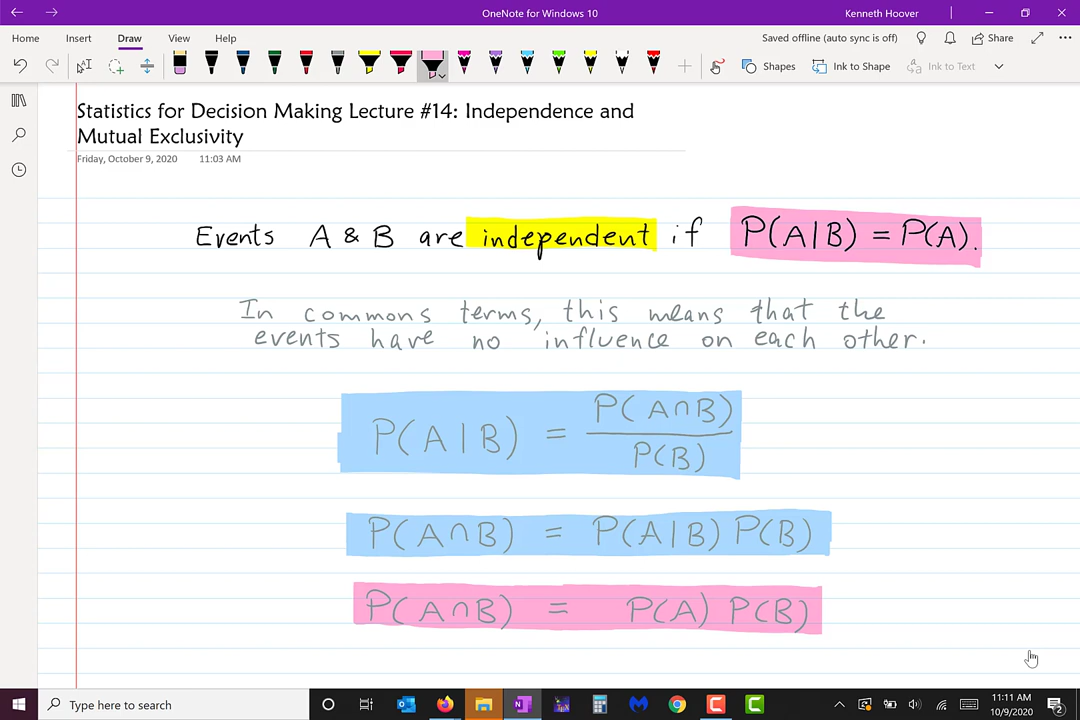 OneNote for Windows 10
Kenneth Hoover
Home Insert Draw View Help
Saved offline (auto sync is off)
Share
Shapes
Ink to Shape
Ink to Text
Statistics for Decision Making Lecture #14: Independence and
Mutual Exclusivity
Friday, October 9, 2020 11:03 AM
Events A & B are independent if P(A|B) = P(A).
In commons terms, this means that the
events have no influence on each other.
P(A|B) = P(A∩B) / P(B)
P(A∩B) = P(A|B) P(B)
P(A∩B) = P(A) P(B)
Type here to search
11:11 AM
10/9/2020
2